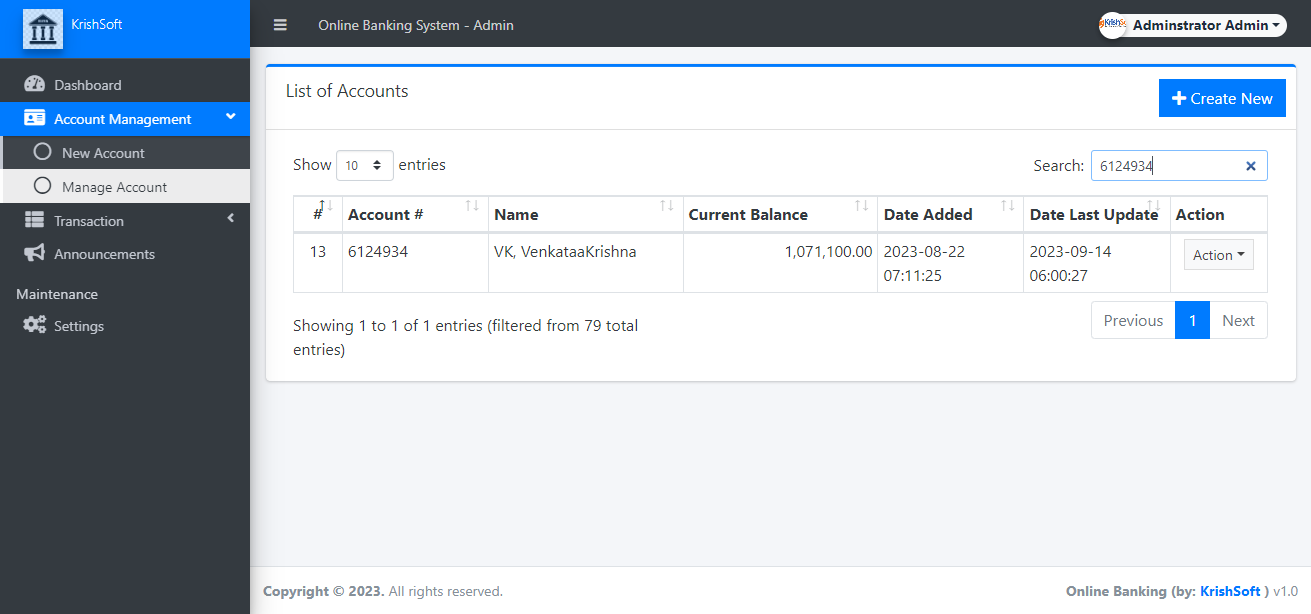 KrishSoft
Online Banking System - Admin
Adminstrator Admin
Dashboard
Account Management
New Account
Manage Account
Transaction
Announcements
Maintenance
Settings
List of Accounts
Create New
Show 10 entries
Search: 6124934
# Account # Name Current Balance Date Added Date Last Update Action
13 6124934 VK, VenkataaKrishna 1,071,100.00 2023-08-22 2023-09-14 Action
07:11:25 06:00:27
Showing 1 to 1 of 1 entries (filtered from 79 total
entries)
Previous 1 Next
Copyright © 2023. All rights reserved.
Online Banking (by: KrishSoft ) v1.0